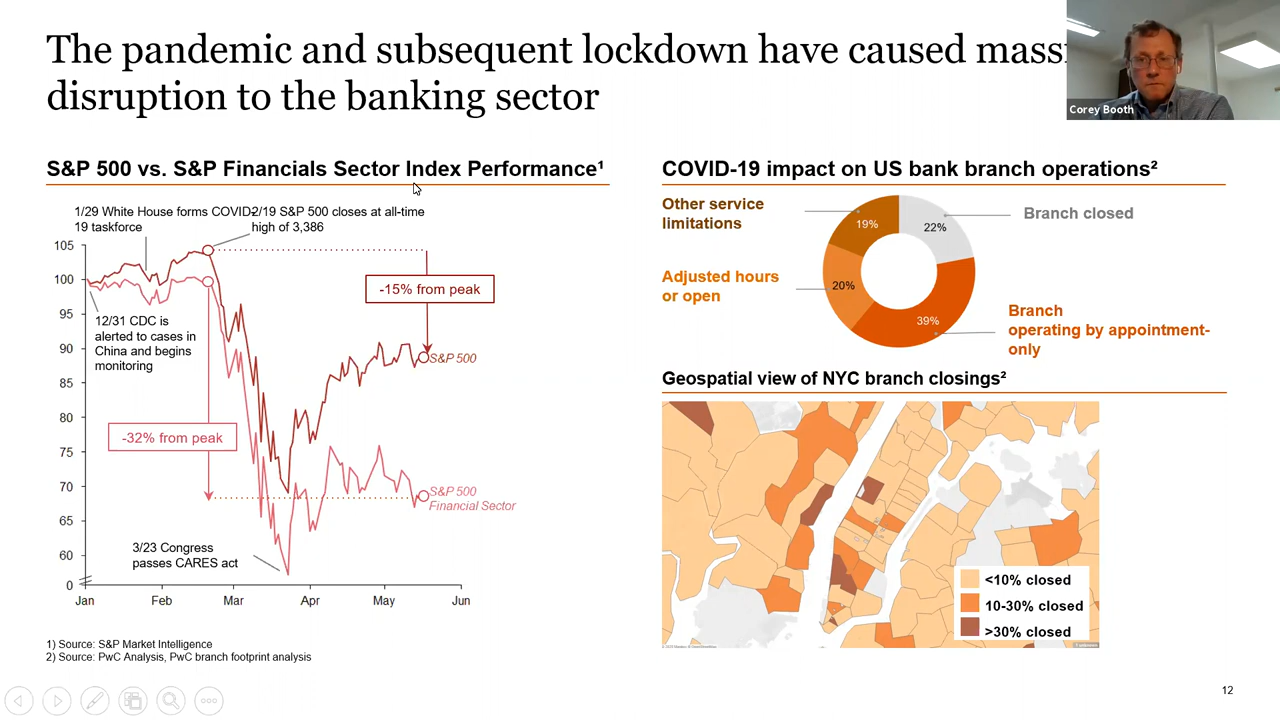 The pandemic and subsequent lockdown have caused
disruption to the banking sector
Corey Booth
S&P 500 vs. S&P Financials Sector Index Performance¹
1/29 White House forms COVID-
19 taskforce
2/19 S&P 500 closes at all-time
high of 3,386
105
100
95
90
85
80
75
70
65
60
0
Jan
Feb
Mar
Apr
May
Jun
12/31 CDC is
alerted to cases in
China and begins
monitoring
-15% from peak
S&P 500
-32% from peak
S&P 500
Financial Sector
3/23 Congress
passes CARES act
1) Source: S&P Market Intelligence
2) Source: PwC Analysis, PwC branch footprint analysis
COVID-19 impact on US bank branch operations²
Other service
limitations
19%
22%
Branch closed
Adjusted hours
or open
20%
39%
Branch
operating by appointment-
only
Geospatial view of NYC branch closings²
<10% closed
10-30% closed
>30% closed
12